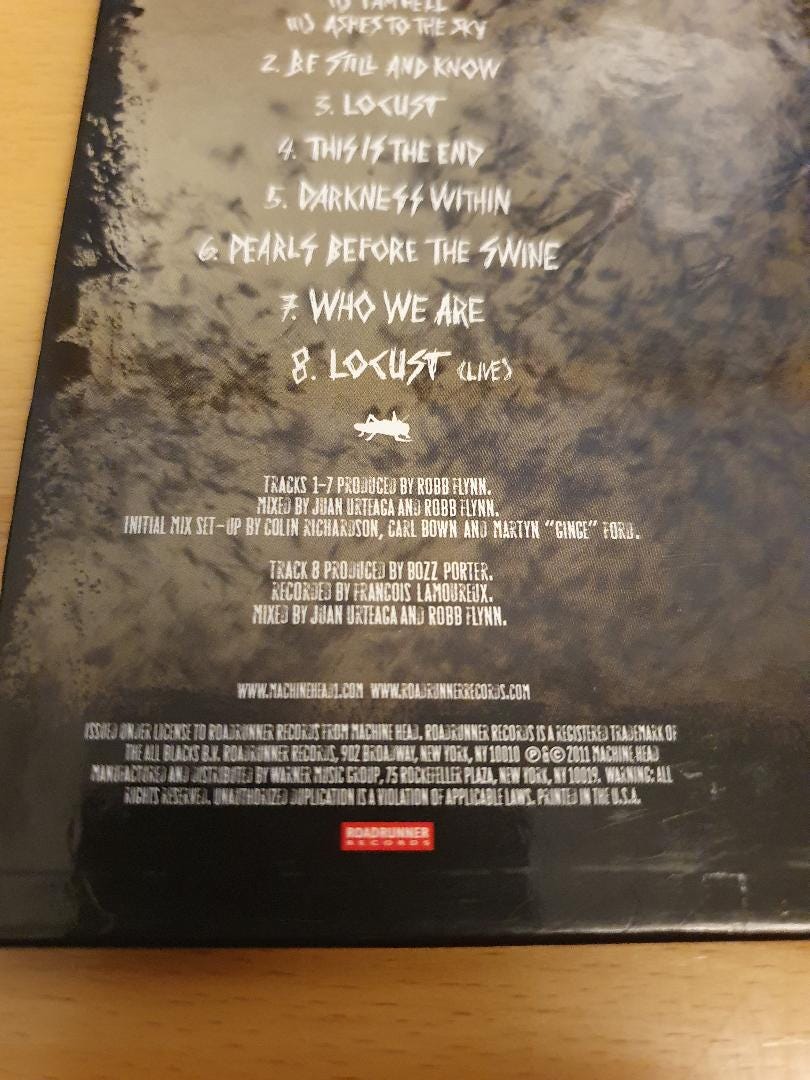 II) I AM HELL
III) ASHES TO THE SKY
2. BE STILL AND KNOW
3. LOCUST
4. THIS IS THE END
5. DARKNESS WITHIN
6. PEARLS BEFORE THE SWINE
7. WHO WE ARE
8. LOCUST (LIVE)
TRACKS 1-7 PRODUCED BY ROBB FLYNN.
MIXED BY JUAN URTEAGA AND ROBB FLYNN.
INITIAL MIX SET-UP BY COLIN RICHARDSON, CARL BOWN AND MARTYN "GINGE" FORD.
TRACK 8 PRODUCED BY BOZZ PORTER.
RECORDED BY FRANCOIS LAMOUREUX.
MIXED BY JUAN URTEAGA AND ROBB FLYNN.
WWW.MACHINEHEAD1.COM WWW.ROADRUNNERRECORDS.COM
ISSUED UNDER LICENSE TO ROADRUNNER RECORDS FROM MACHINE HEAD. ROADRUNNER RECORDS IS A REGISTERED TRADEMARK OF
THE ALL BLACKS B.V. ROADRUNNER RECORDS, 902 BROADWAY, NEW YORK, NY 10010 ℗&© 2011 MACHINE HEAD
MANUFACTURED AND DISTRIBUTED BY WARNER MUSIC GROUP, 75 ROCKEFELLER PLAZA, NEW YORK, NY 10019. WARNING: ALL
RIGHTS RESERVED. UNAUTHORIZED DUPLICATION IS A VIOLATION OF APPLICABLE LAWS. PRINTED IN THE U.S.A.
ROADRUNNER
RECORDS